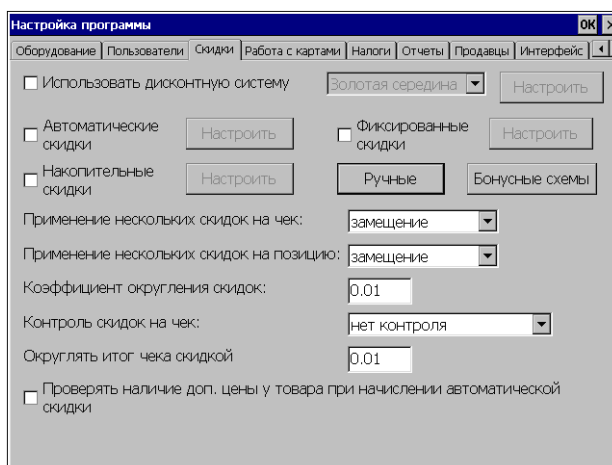 Настройка программы OK ×
Оборудование Пользователи Скидки Работа с картами Налоги Отчеты Продавцы Интерфейс
Использовать дисконтную систему Золотая середина Настроить
Автоматические скидки Настроить Фиксированные скидки Настроить
Накопительные скидки Настроить Ручные Бонусные схемы
Применение нескольких скидок на чек: замещение
Применение нескольких скидок на позицию: замещение
Коэффициент округления скидок: 0.01
Контроль скидок на чек: нет контроля
Округлять итог чека скидкой 0.01
Проверять наличие доп. цены у товара при начислении автоматической
скидки